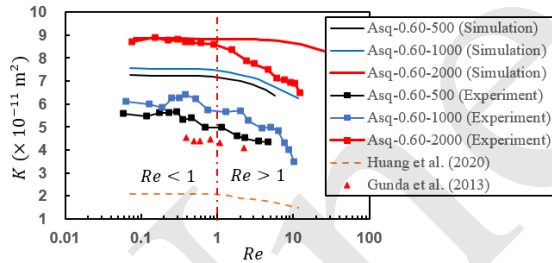 K (× 10⁻¹¹ m²)
10
9
8
7
6
5
4
3
2
1
Re < 1
Re > 1
0.01
0.1
1
10
100
Re
Asq-0.60-500 (Simulation)
Asq-0.60-1000 (Simulation)
Asq-0.60-2000 (Simulation)
Asq-0.60-500 (Experiment)
Asq-0.60-1000 (Experiment)
Asq-0.60-2000 (Experiment)
Huang et al. (2020)
Gunda et al. (2013)